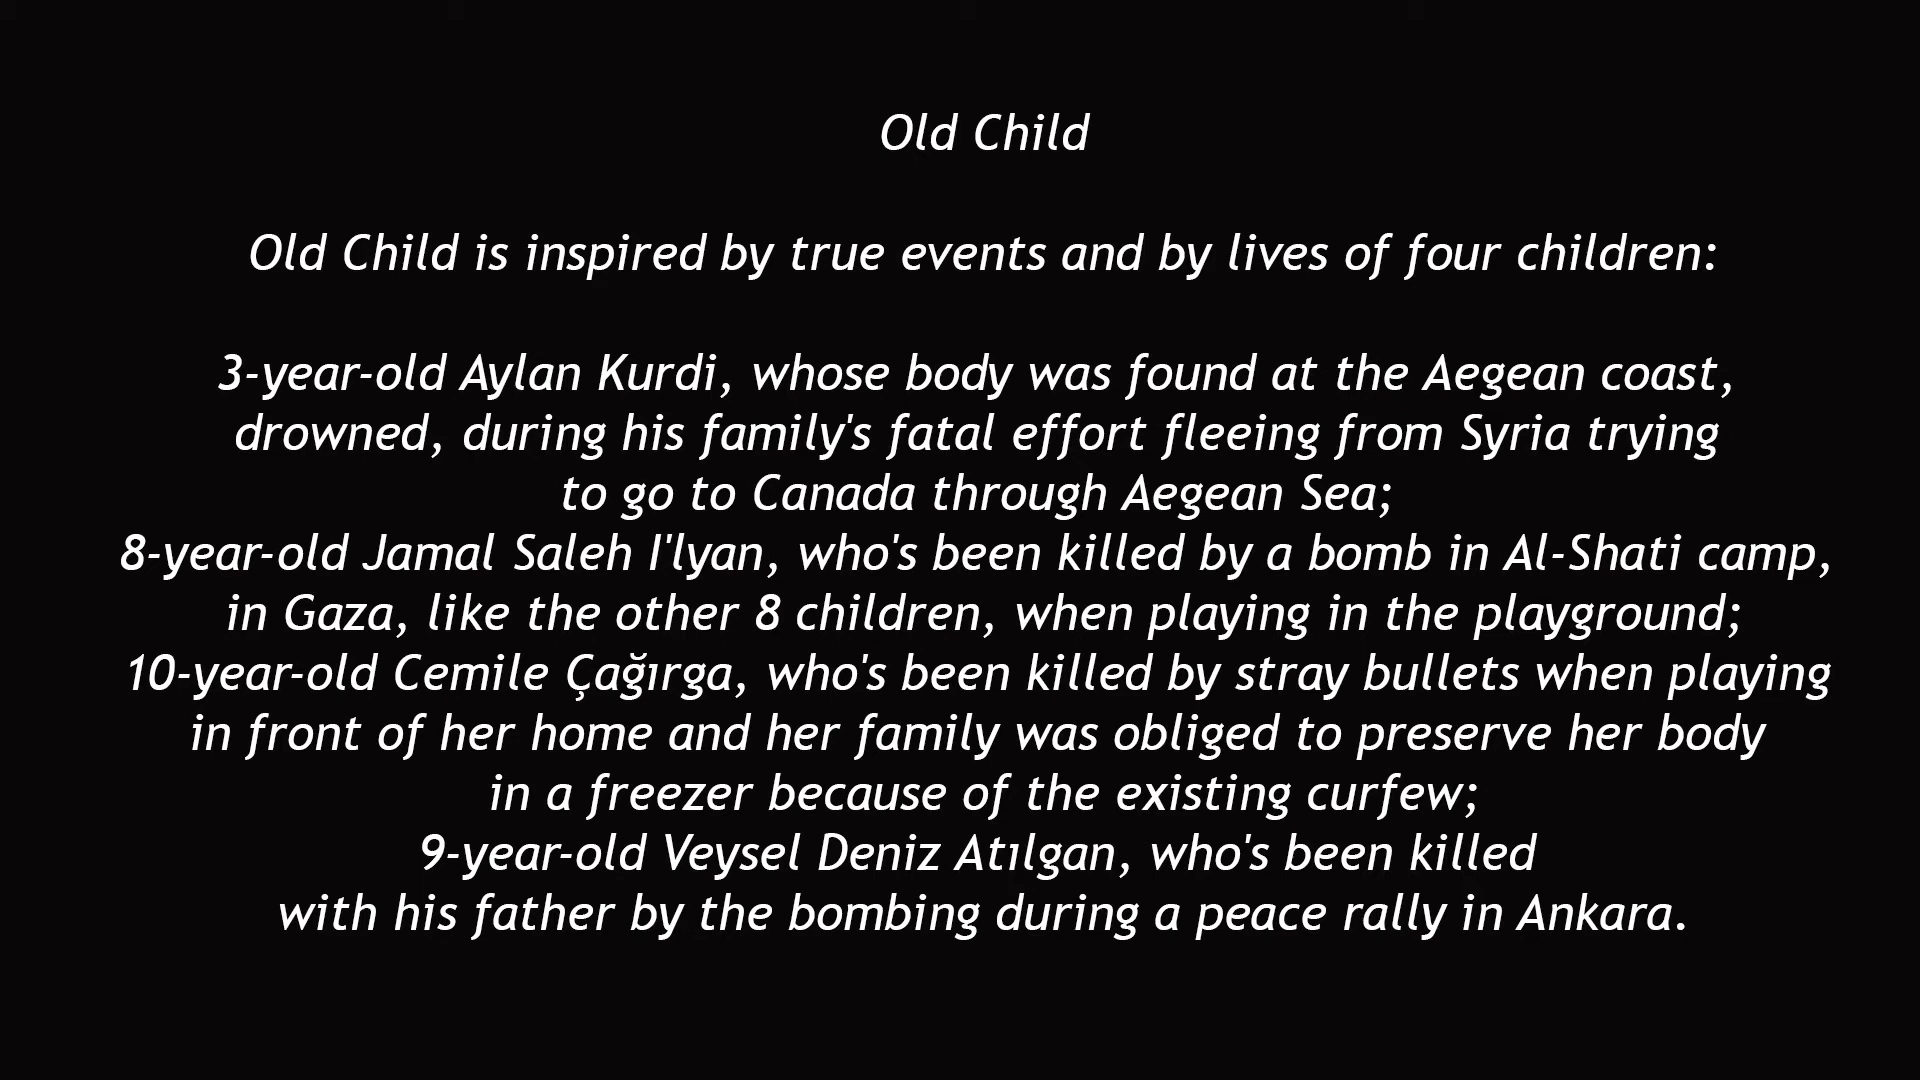 Old Child
Old Child is inspired by true events and by lives of four children:
3-year-old Aylan Kurdi, whose body was found at the Aegean coast,
drowned, during his family's fatal effort fleeing from Syria trying
to go to Canada through Aegean Sea;
8-year-old Jamal Saleh I'lyan, who's been killed by a bomb in Al-Shati camp,
in Gaza, like the other 8 children, when playing in the playground;
10-year-old Cemile Çağırga, who's been killed by stray bullets when playing
in front of her home and her family was obliged to preserve her body
in a freezer because of the existing curfew;
9-year-old Veysel Deniz Atılgan, who's been killed
with his father by the bombing during a peace rally in Ankara.